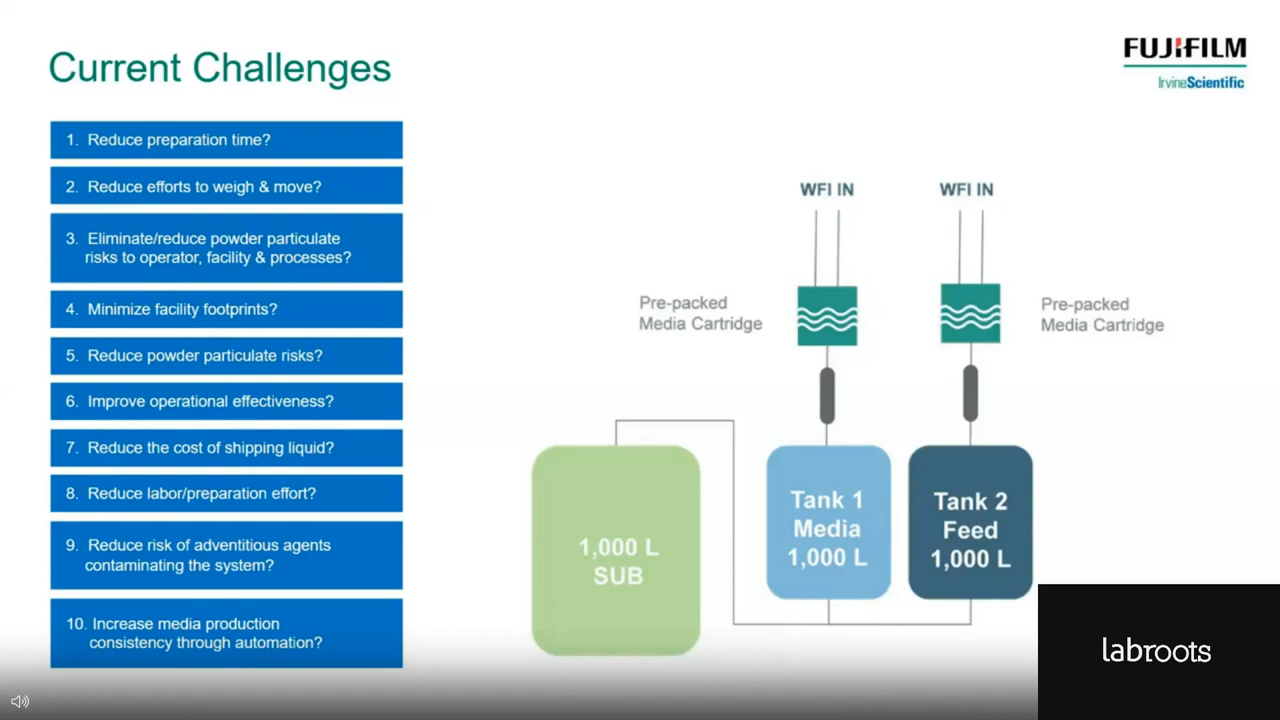 Current Challenges
FUJIFILM
IrvineScientific
1. Reduce preparation time?
2. Reduce efforts to weigh & move?
3. Eliminate/reduce powder particulate
risks to operator, facility & processes?
4. Minimize facility footprints?
5. Reduce powder particulate risks?
6. Improve operational effectiveness?
7. Reduce the cost of shipping liquid?
8. Reduce labor/preparation effort?
9. Reduce risk of adventitious agents
contaminating the system?
10. Increase media production
consistency through automation?
WFI IN
WFI IN
Pre-packed
Media Cartridge
Pre-packed
Media Cartridge
1,000 L
SUB
Tank 1
Media
1,000 L
Tank 2
Feed
1,000 L
labroots